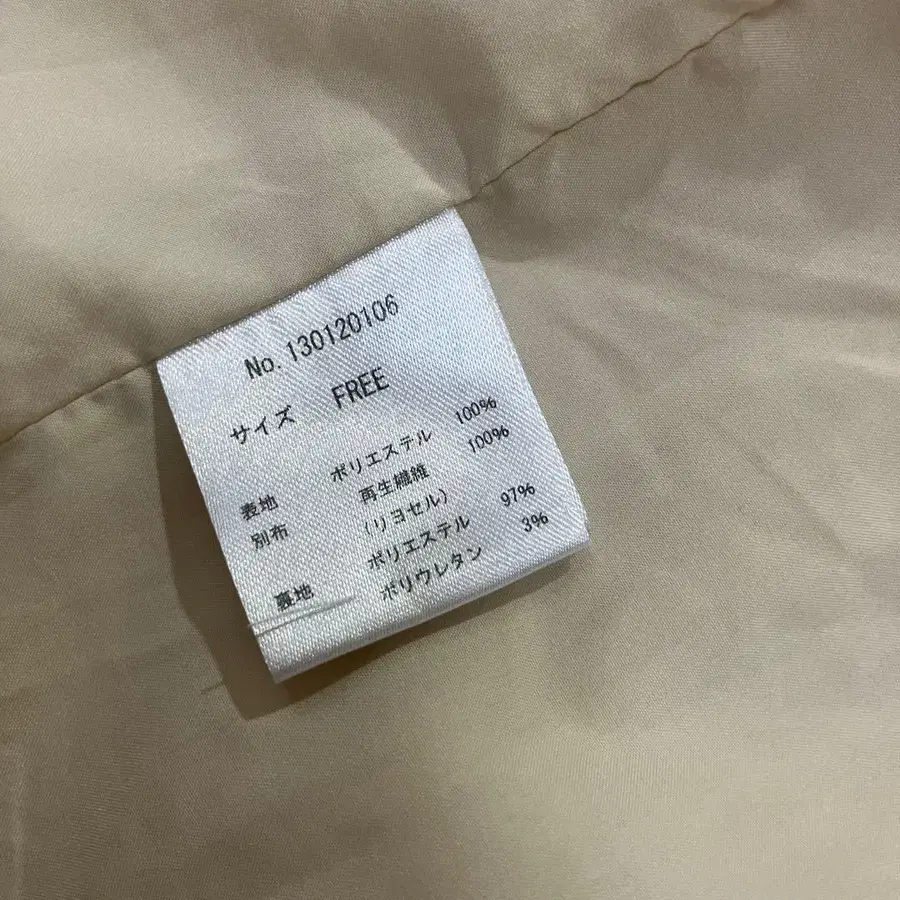 No. 130120106
サイズ FREE
表地 ポリエステル 100%
別布 再生繊維 100%
(リヨセル)
裏地 ポリエステル 97%
ポリウレタン 3%